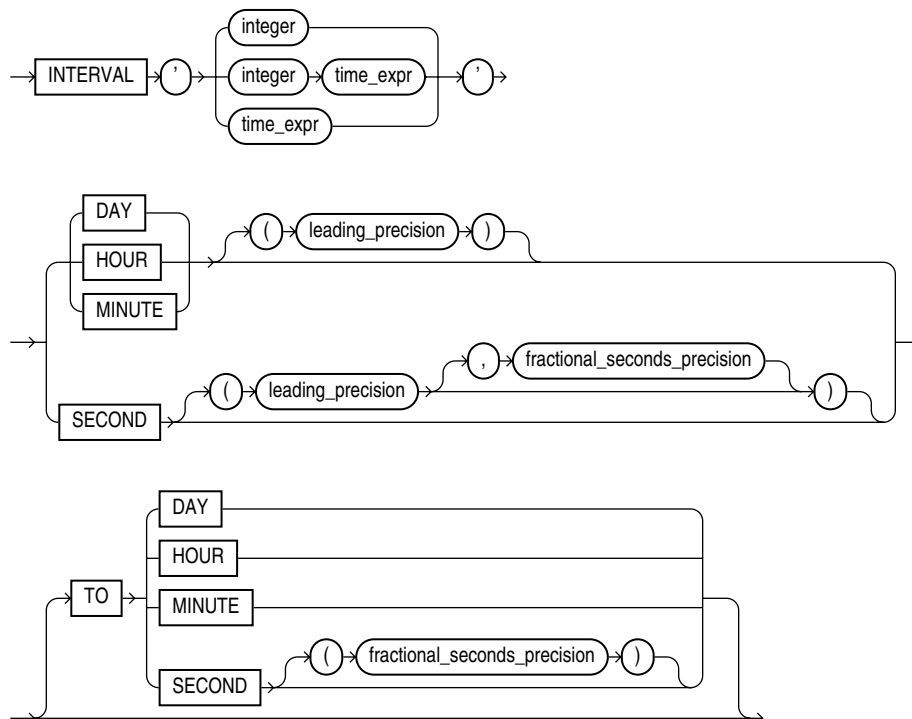 integer
INTERVAL ' integer time_expr '
time_expr
DAY
( leading_precision )
HOUR
MINUTE
, fractional_seconds_precision
( leading_precision )
SECOND
DAY
HOUR
TO MINUTE
( fractional_seconds_precision )
SECOND